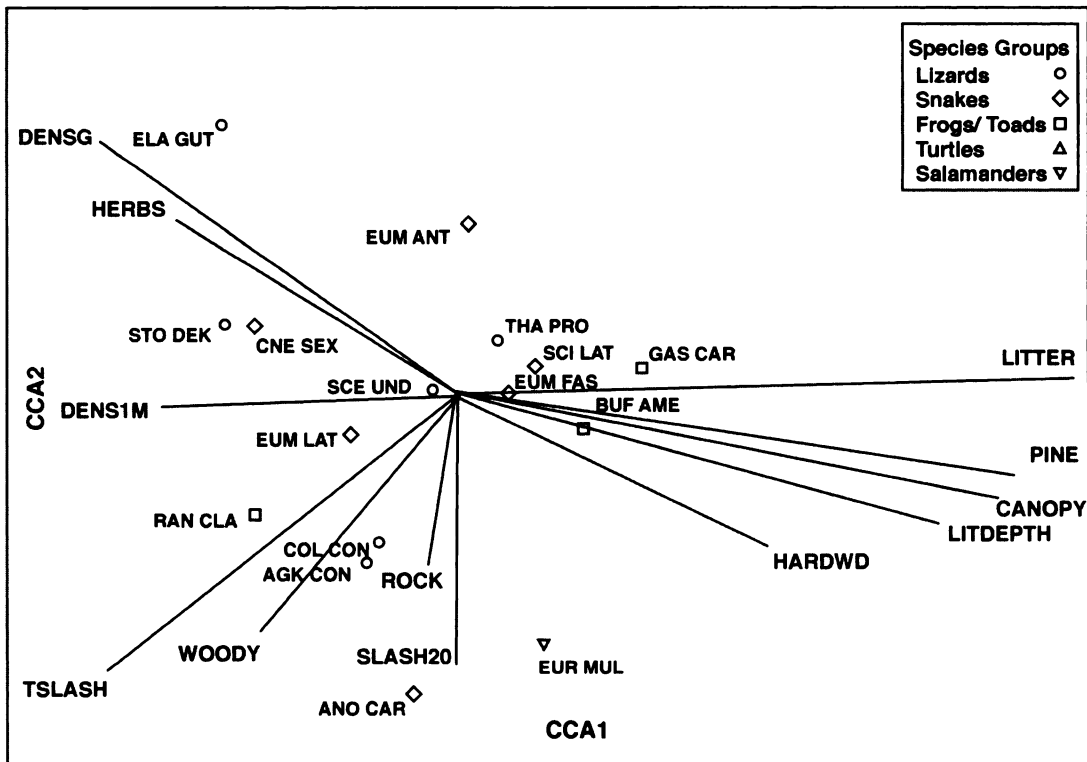 Species Groups
Lizards
Snakes
Frogs/ Toads
Turtles
Salamanders
DENSG
ELA GUT
HERBS
EUM ANT
STO DEK
CNE SEX
THA PRO
SCI LAT
GAS CAR
LITTER
SCE UND
EUM FAS
CCA2
DENS1M
BUF AME
EUM LAT
PINE
CANOPY
RAN CLA
LITDEPTH
COL CON
HARDWD
AGK CON
ROCK
WOODY
SLASH20
EUR MUL
TSLASH
ANO CAR
CCA1